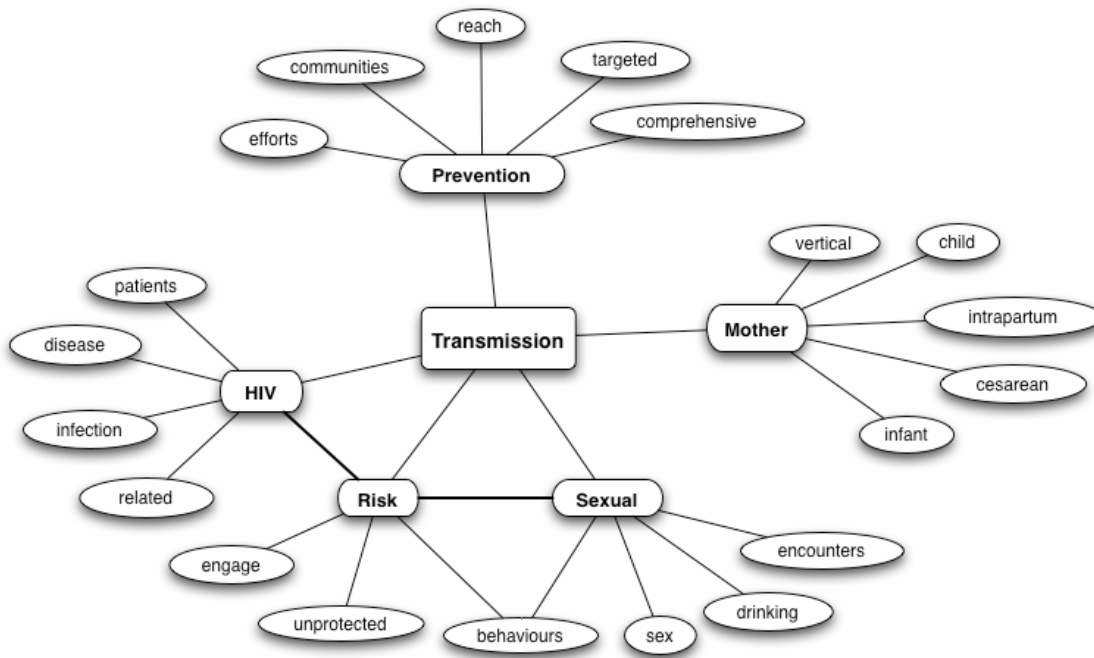 reach
communities
targeted
comprehensive
efforts
Prevention
vertical
child
patients
intrapartum
Transmission
Mother
disease
HIV
cesarean
infection
infant
related
Risk
Sexual
encounters
engage
drinking
unprotected
behaviours
sex